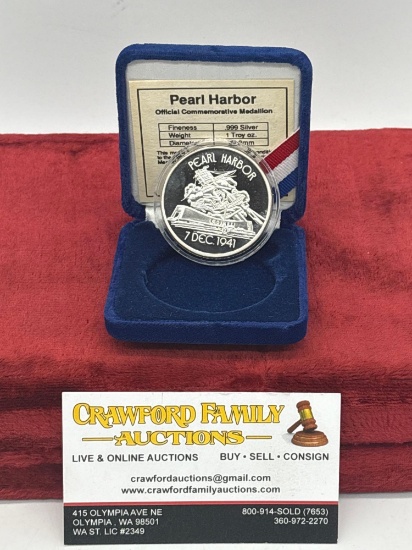 Pearl Harbor
Official Commemorative Medallion
Fineness .999 Silver
Weight 1 Troy oz.
PEARL HARBOR
7 DEC. 1941
CRAWFORD FAMILY
AUCTIONS
LIVE & ONLINE AUCTIONS BUY • SELL • CONSIGN
crawfordauctions@gmail.com
www.crawfordfamilyauctions.com
415 OLYMPIA AVE NE 800-914-SOLD (7653)
OLYMPIA , WA 98501 360-972-2270
WA ST. LIC #2349